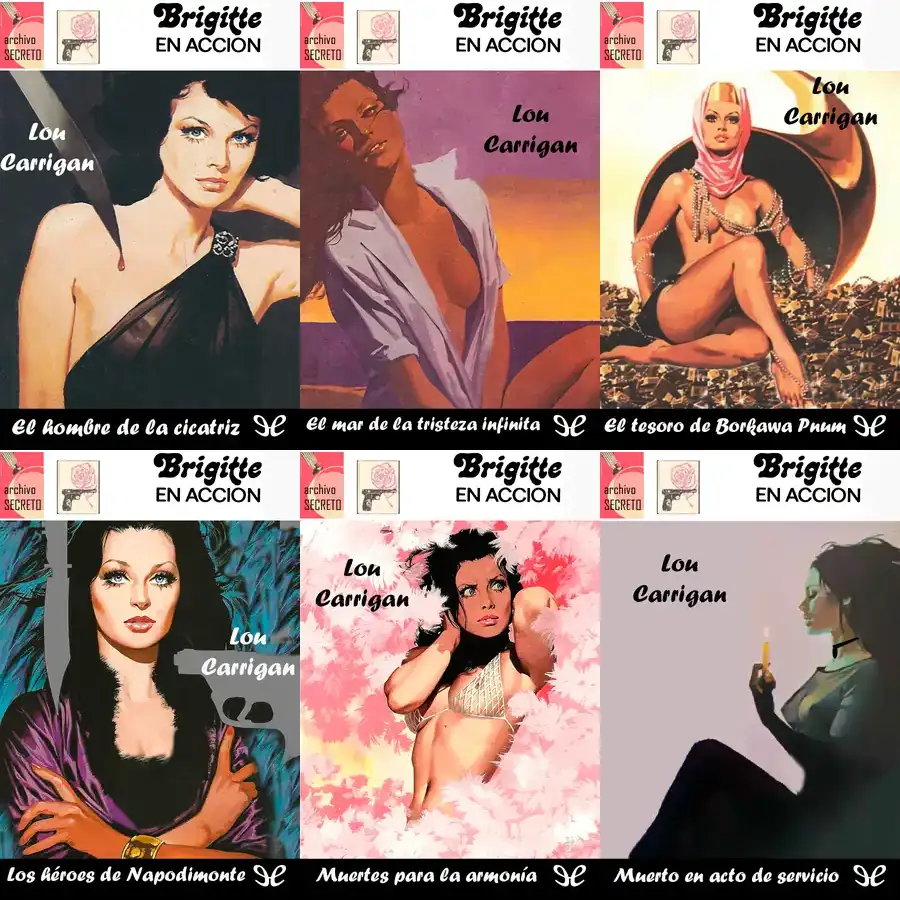 archivo
SECRETO
Brigitte
EN ACCION
Lou
Carrigan
El hombre de la cicatriz
archivo
SECRETO
Brigitte
EN ACCION
Lou
Carrigan
El mar de la tristeza infinita
archivo
SECRETO
Brigitte
EN ACCION
Lou
Carrigan
El tesoro de Borkawa Pnum
archivo
SECRETO
Brigitte
EN ACCION
Lou
Carrigan
Los héroes de Napodimonte
archivo
SECRETO
Brigitte
EN ACCION
Lou
Carrigan
Muertes para la armonía
archivo
SECRETO
Brigitte
EN ACCION
Lou
Carrigan
Muerto en acto de servicio